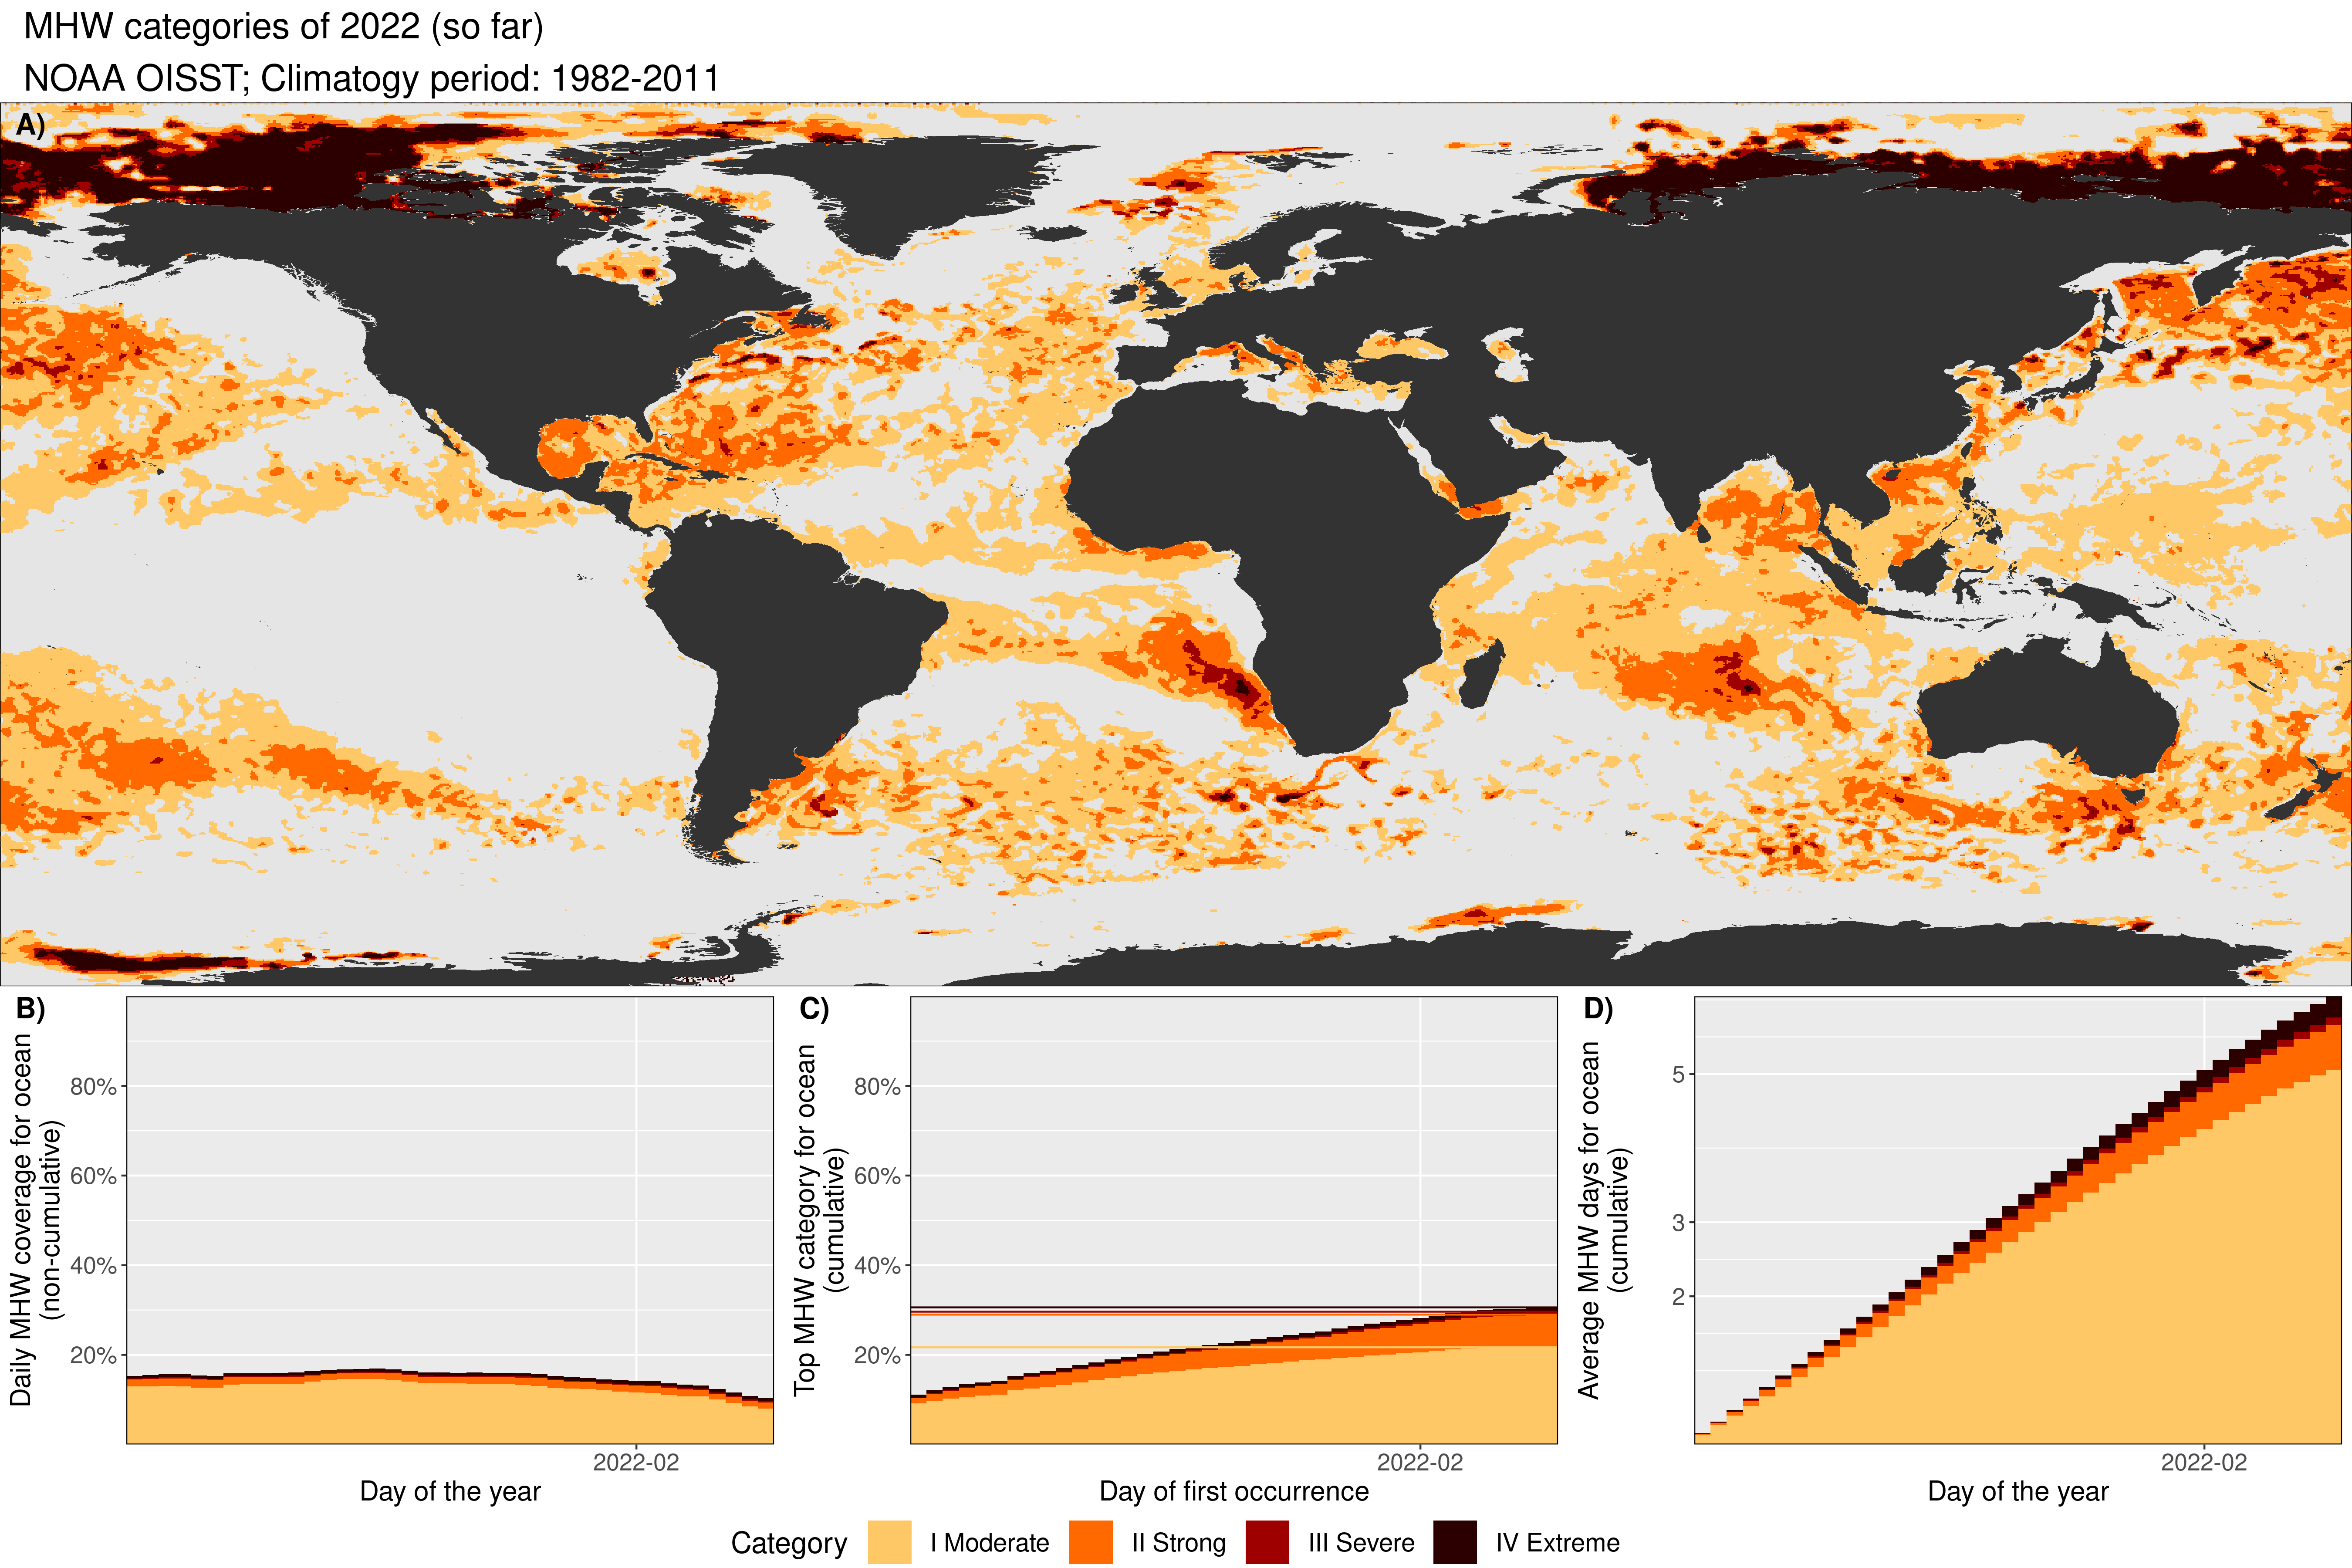 MHW categories of 2022 (so far)
NOAA OISST; Climatogy period: 1982-2011
A)
B)
Daily MHW coverage for ocean
(non-cumulative)
80%
60%
40%
20%
2022-02
Day of the year
C)
Top MHW category for ocean
(cumulative)
80%
60%
40%
20%
2022-02
Day of first occurrence
D)
Average MHW days for ocean
(cumulative)
5
3
2
2022-02
Day of the year
Category I Moderate II Strong III Severe IV Extreme